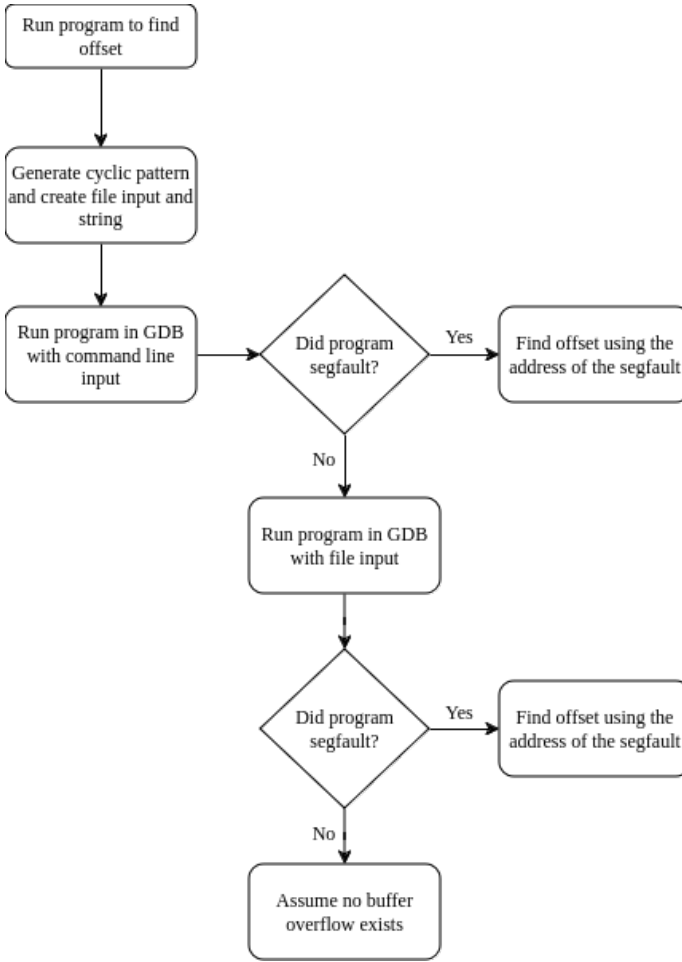 Run program to find
offset
Generate cyclic pattern
and create file input and
string
Run program in GDB
with command line
input
Did program
segfault?
Yes
Find offset using the
address of the segfault
No
Run program in GDB
with file input
Did program
segfault?
Yes
Find offset using the
address of the segfault
No
Assume no buffer
overflow exists